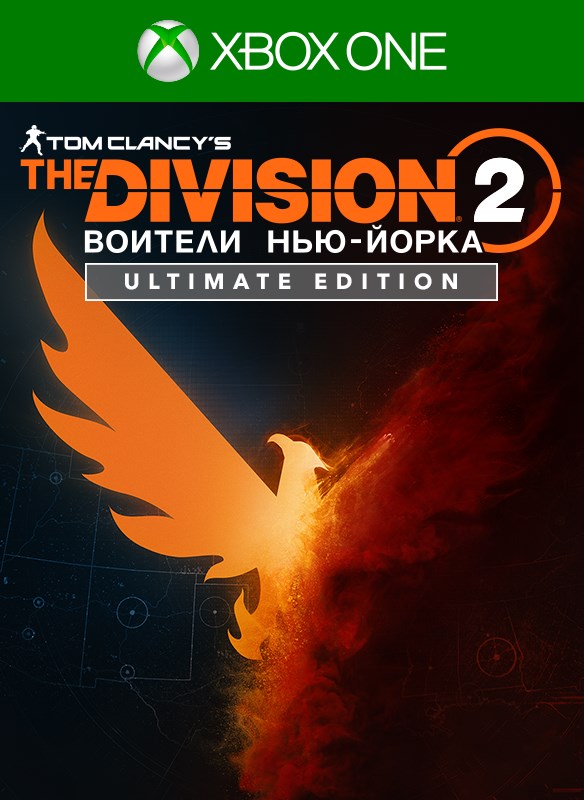 XBOX ONE
TOM CLANCY'S
THE DIVISION® 2
ВОИТЕЛИ НЬЮ-ЙОРКА
ULTIMATE EDITION